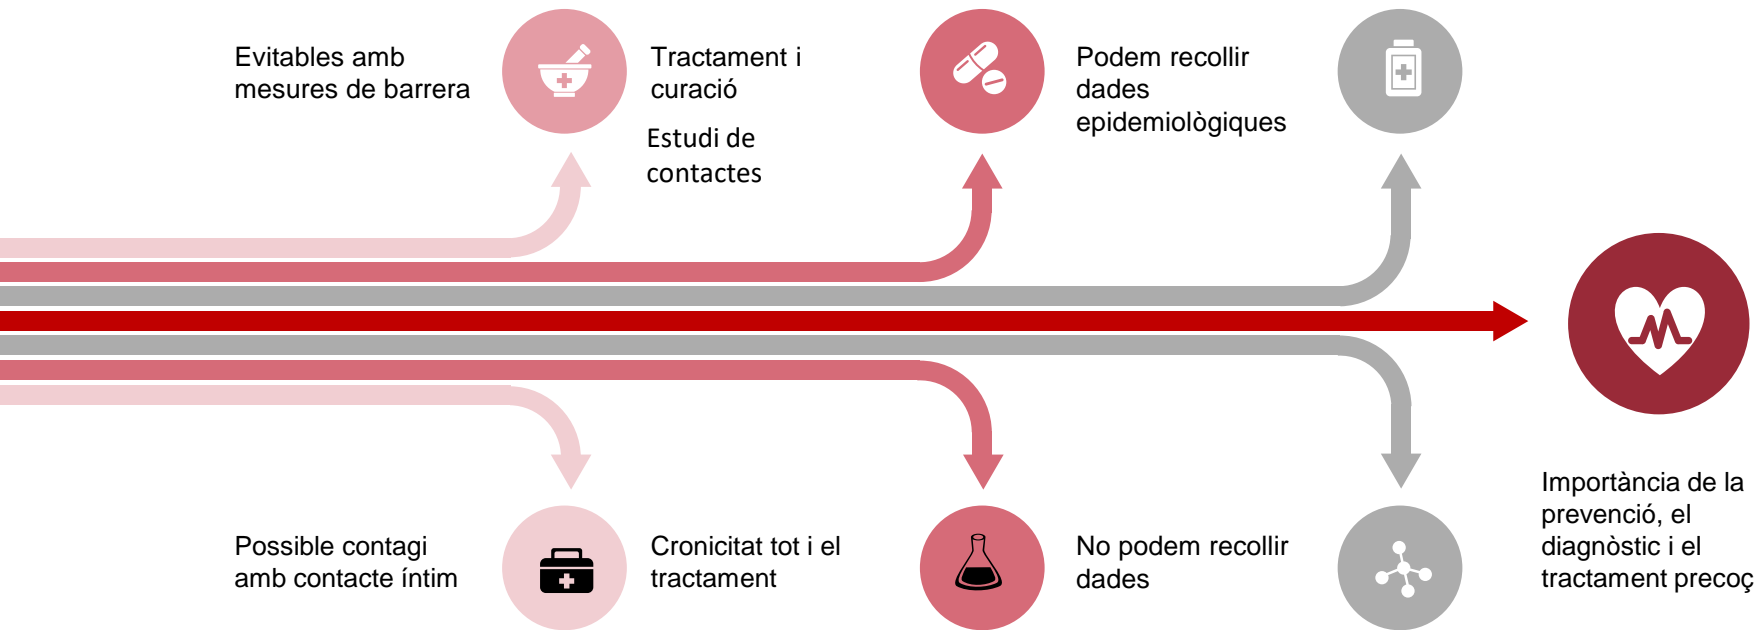 Evitables amb
mesures de barrera
Tractament i
curació
Estudi de
contactes
Podem recollir
dades
epidemiològiques
Possible contagi
amb contacte íntim
Cronicitat tot i el
tractament
No podem recollir
dades
Importància de la
prevenció, el
diagnòstic i el
tractament precoç